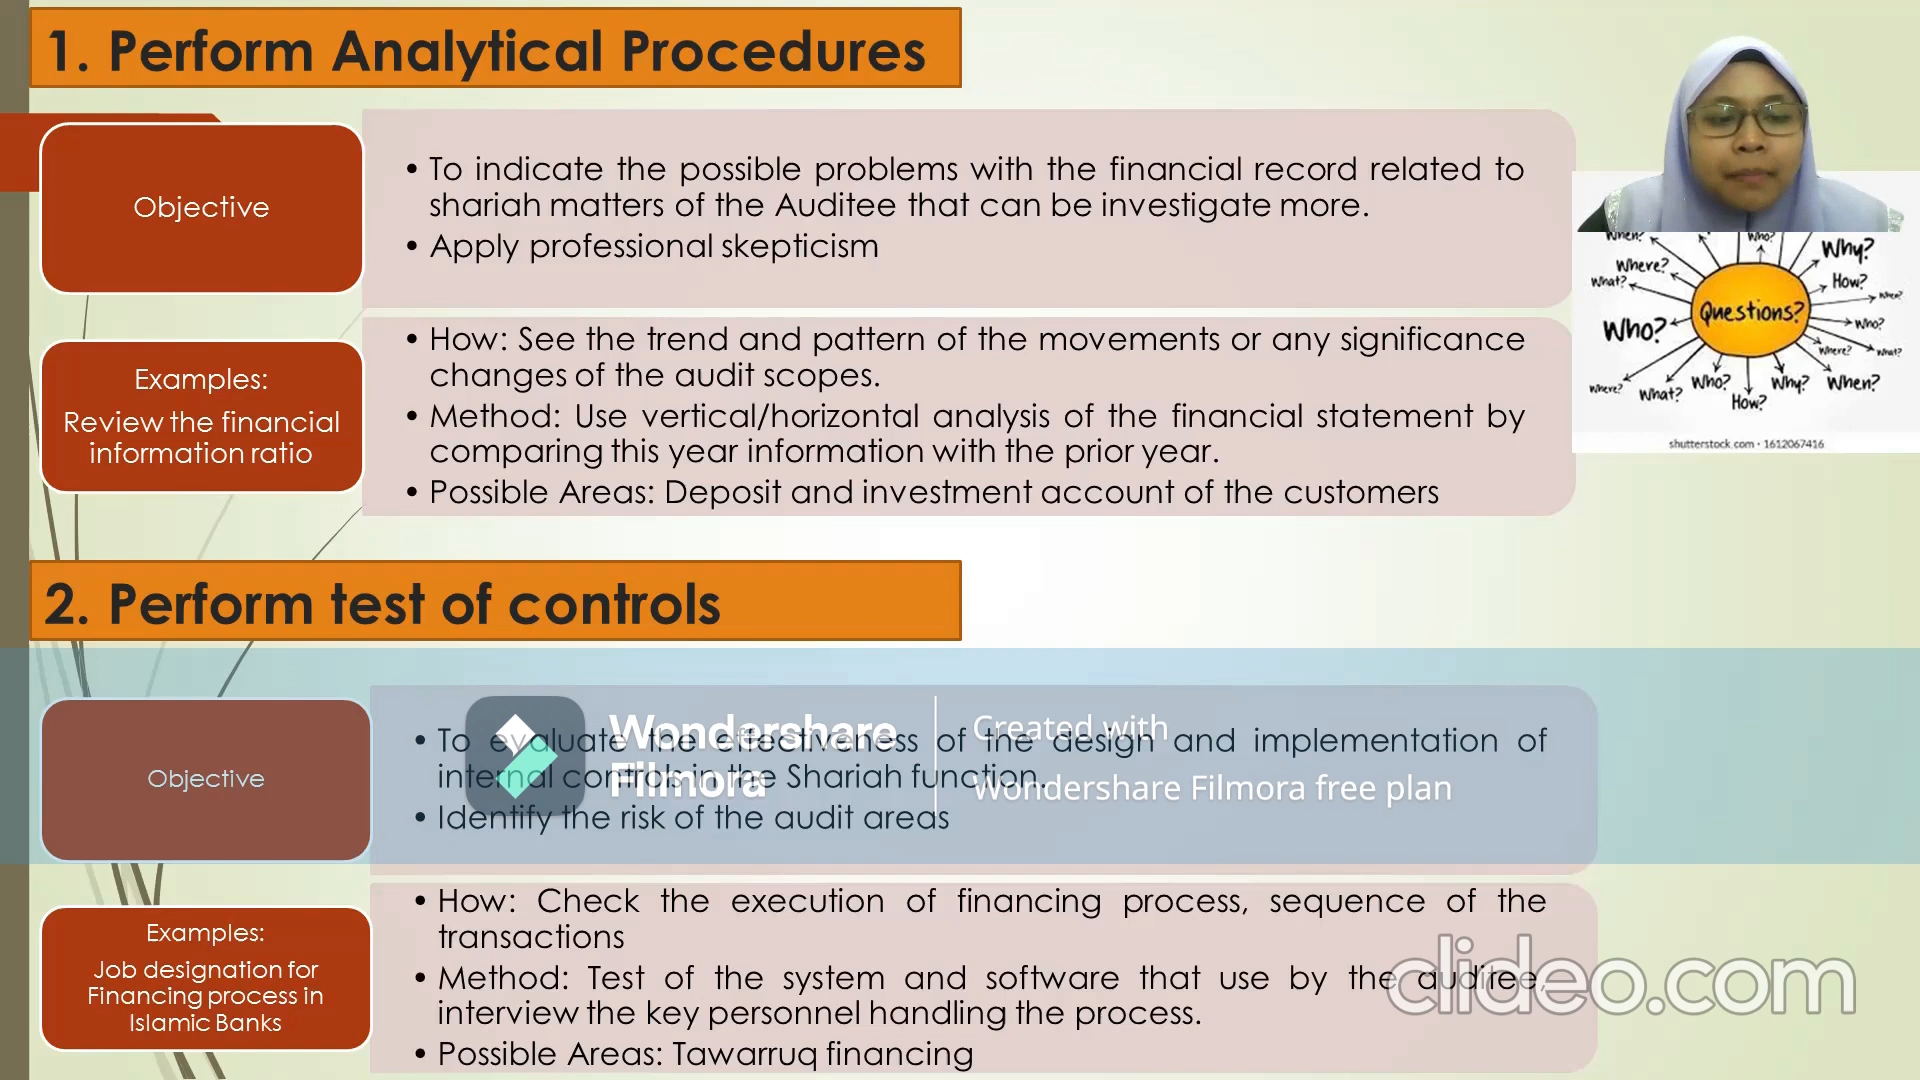 1. Perform Analytical Procedures
Objective
• To indicate the possible problems with the financial record related to
shariah matters of the Auditee that can be investigate more.
• Apply professional skepticism
Examples:
Review the financial
information ratio
• How: See the trend and pattern of the movements or any significance
changes of the audit scopes.
• Method: Use vertical/horizontal analysis of the financial statement by
comparing this year information with the prior year.
• Possible Areas: Deposit and investment account of the customers
When?
Who?
Why?
Where?
What?
How?
When?
Questions?
Who?
Who?
Where?
What?
Where?
What?
Who?
How?
Why?
When?
shutterstock.com · 1612067416
2. Perform test of controls
Objective
• To evaluate the effectiveness of the design and implementation of
internal controls in the Shariah function.
• Identify the risk of the audit areas
Wondershare
Filmora
Created with
Wondershare Filmora free plan
Examples:
Job designation for
Financing process in
Islamic Banks
• How: Check the execution of financing process, sequence of the
transactions
• Method: Test of the system and software that use by the auditee,
interview the key personnel handling the process.
• Possible Areas: Tawarruq financing
clideo.com